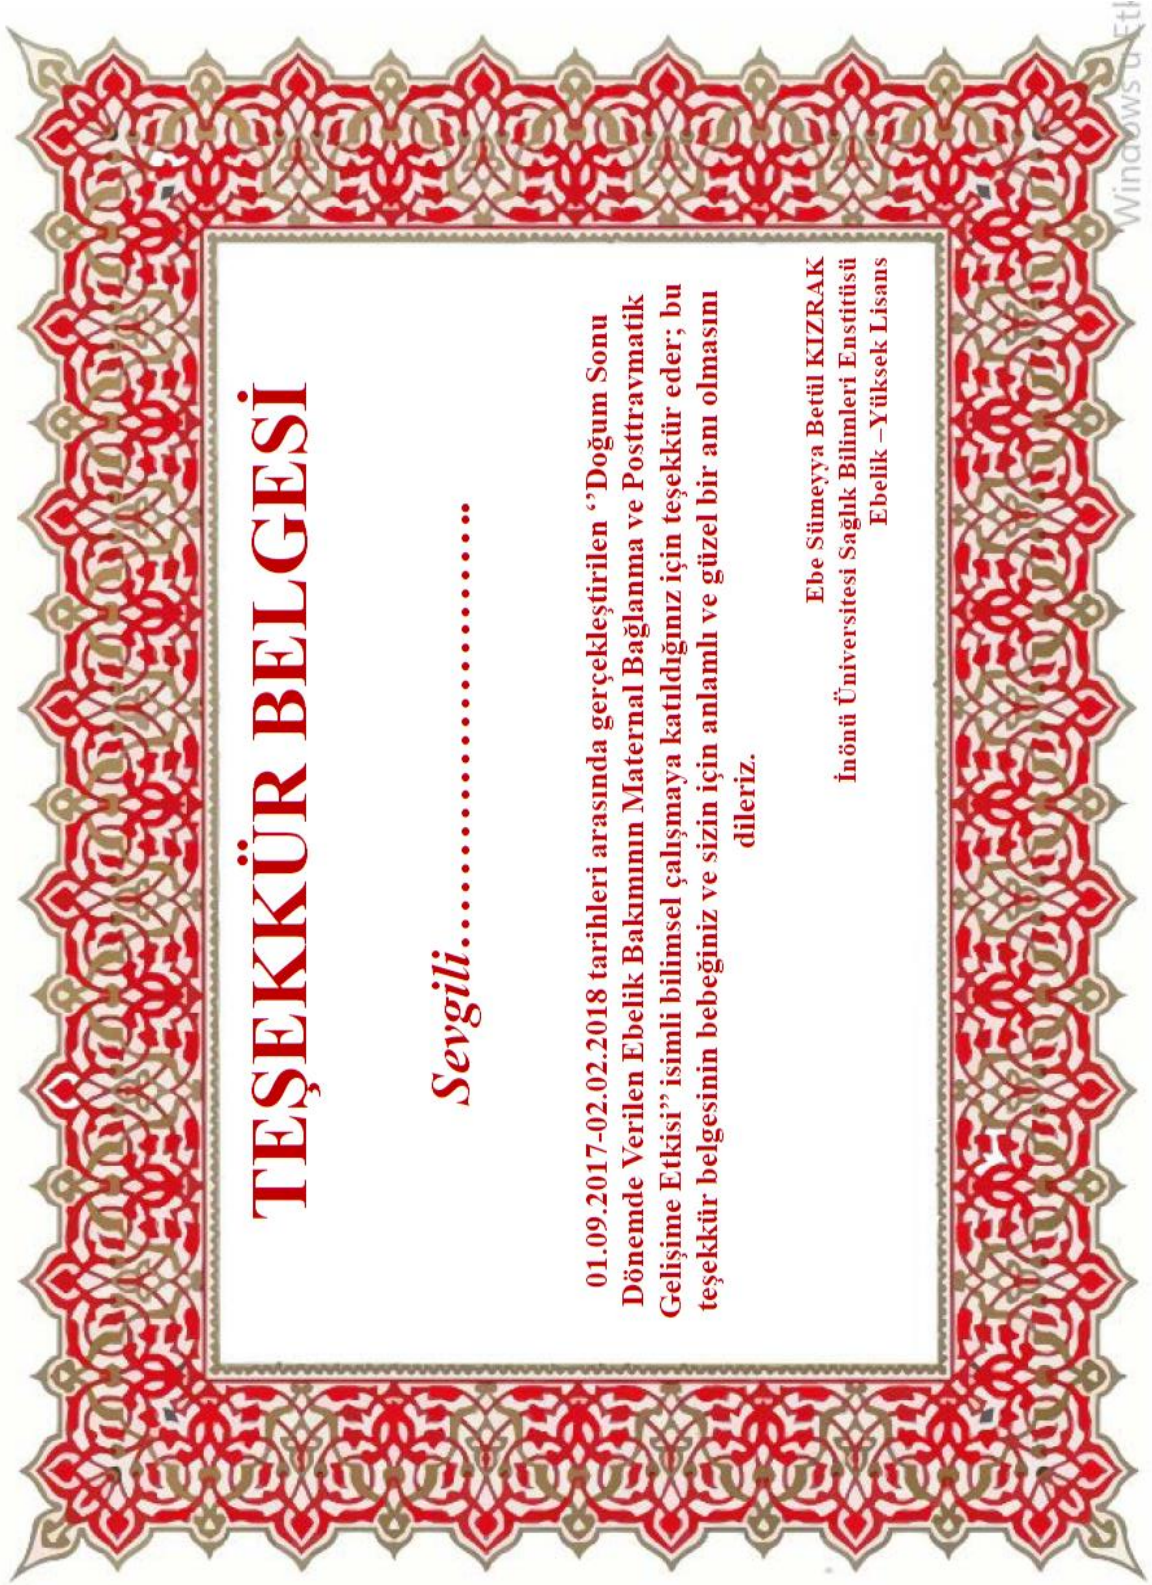 TEŞEKKÜR BELGESİ
Sevgili……………………………
01.09.2017-02.02.2018 tarihleri arasında gerçekleştirilen ‘’Doğum Sonu
Dönemde Verilen Ebelik Bakımının Maternal Bağlanma ve Posttravmatik
Gelişime Etkisi’’ isimli bilimsel çalışmaya katıldığınız için teşekkür eder; bu
teşekkür belgesinin bebeğiniz ve sizin için anlamlı ve güzel bir anı olmasını
dileriz.
Ebe Sümeyya Betül KIZRAK
İnönü Üniversitesi Sağlık Bilimleri Enstitüsü
Ebelik –Yüksek Lisans
Windows'u Etk